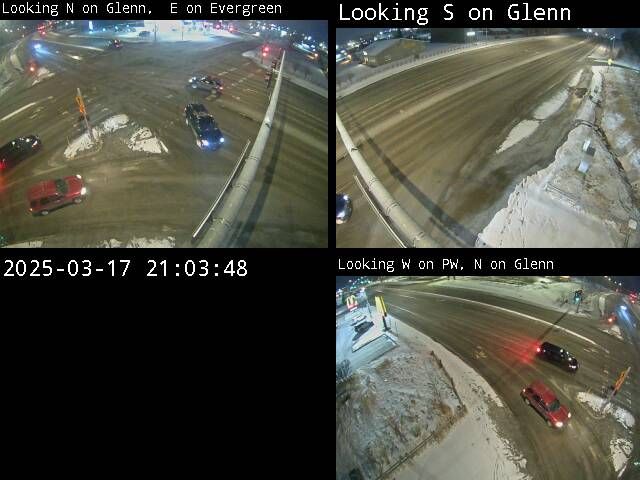 Looking N on Glenn, E on Evergreen
Looking S on Glenn
2025-03-17 21:03:48
Looking W on PW, N on Glenn